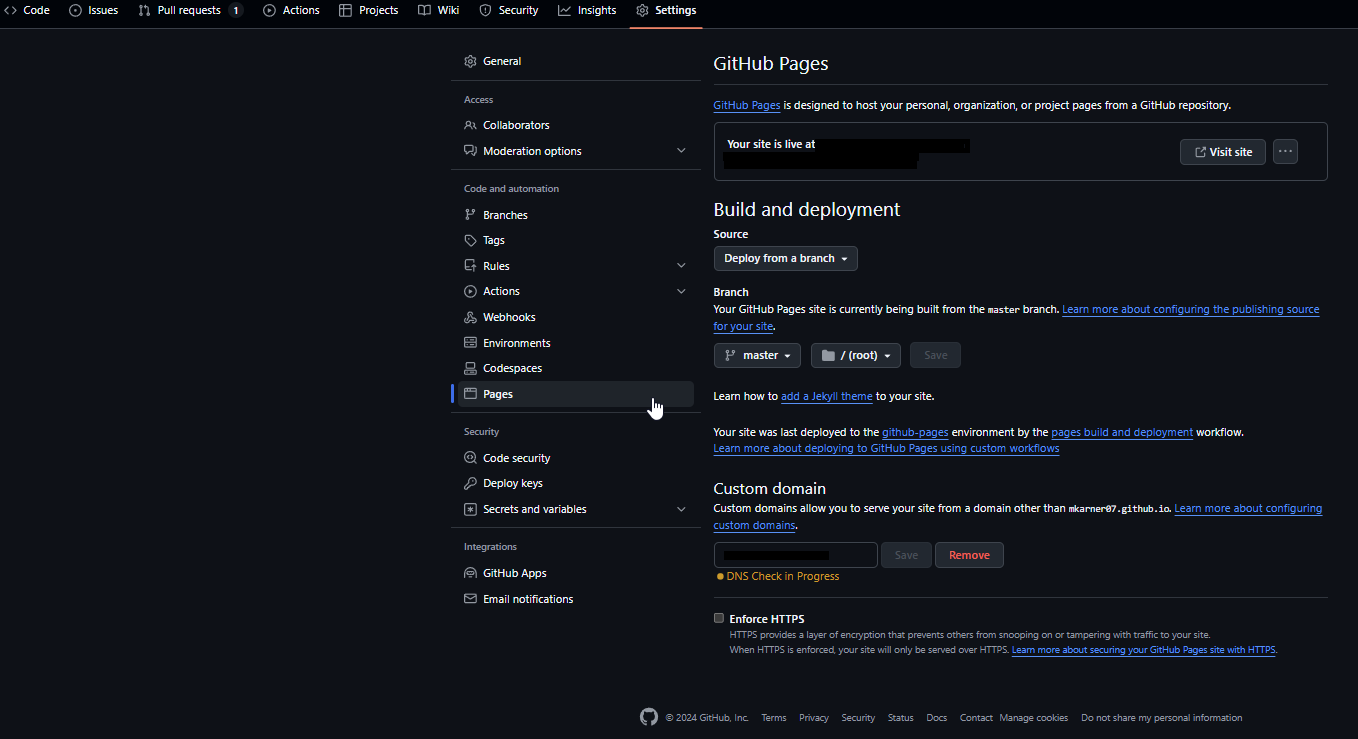 Code Issues Pull requests 1 Actions Projects Wiki Security Insights Settings
General
Access
Collaborators
Moderation options
Code and automation
Branches
Tags
Rules
Actions
Webhooks
Environments
Codespaces
Pages
Security
Code security
Deploy keys
Secrets and variables
Integrations
GitHub Apps
Email notifications
GitHub Pages
GitHub Pages is designed to host your personal, organization, or project pages from a GitHub repository.
Your site is live at
Visit site
Build and deployment
Source
Deploy from a branch
Branch
Your GitHub Pages site is currently being built from the master branch. Learn more about configuring the publishing source
for your site.
master / (root) Save
Learn how to add a Jekyll theme to your site.
Your site was last deployed to the github-pages environment by the pages build and deployment workflow.
Learn more about deploying to GitHub Pages using custom workflows
Custom domain
Custom domains allow you to serve your site from a domain other than mkarner07.github.io. Learn more about configuring
custom domains.
Save Remove
DNS Check in Progress
Enforce HTTPS
HTTPS provides a layer of encryption that prevents others from snooping on or tampering with traffic to your site.
When HTTPS is enforced, your site will only be served over HTTPS. Learn more about securing your GitHub Pages site with HTTPS.
© 2024 GitHub, Inc. Terms Privacy Security Status Docs Contact Manage cookies Do not share my personal information